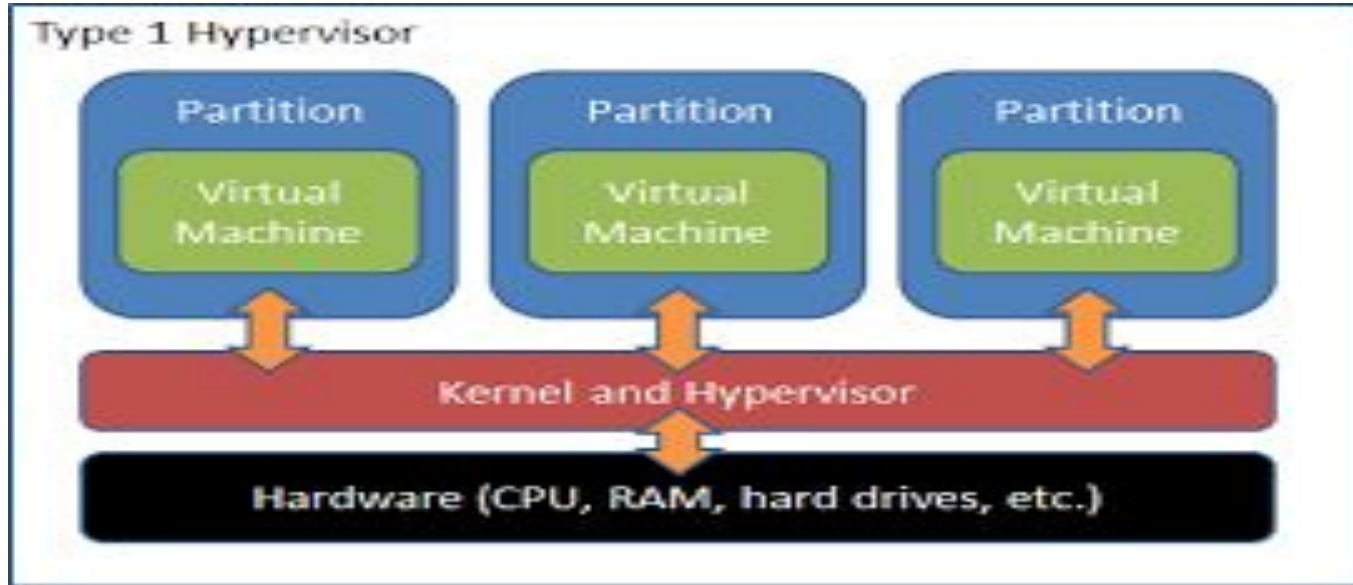 Type 1 Hypervisor
Partition
Virtual
Machine
Partition
Virtual
Machine
Partition
Virtual
Machine
Kernel and Hypervisor
Hardware (CPU, RAM, hard drives, etc.)